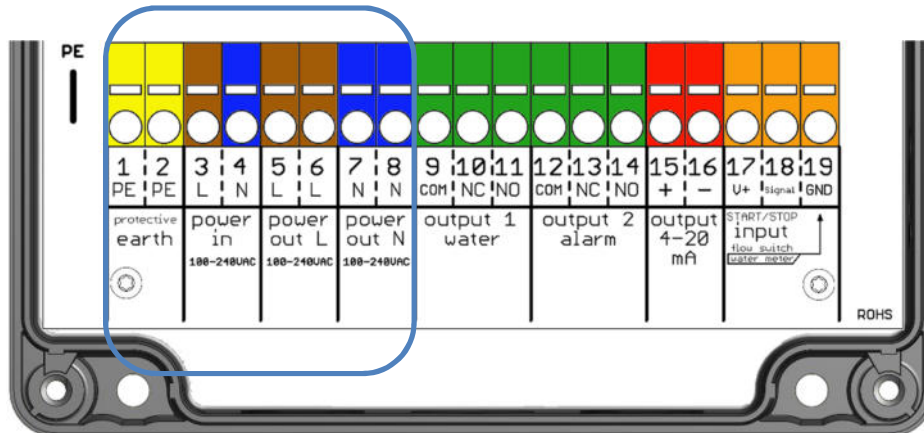 PE
1 2 3 4 5 6 7 8 9 10 11 12 13 14 15 16 17 18 19
PE PE L N L L N N COM NC NO COM NC NO + - V+ Signal GND
protective
earth
power
in
100-240VAC
power
out L
100-240VAC
power
out N
100-240VAC
output 1
water
output 2
alarm
output
4-20
mA
START/STOP
input
flow switch
water meter
ROHS